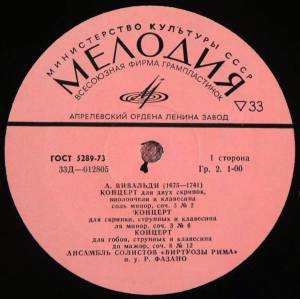 МИНИСТЕРСТВО КУЛЬТУРЫ СССР
МЕЛОДИЯ
ВСЕСОЮЗНАЯ ФИРМА ГРАМПЛАСТИНОК
▽33
АПРЕЛЕВСКИЙ ОРДЕНА ЛЕНИНА ЗАВОД
ГОСТ 5289-73
33Д—012805
1 сторона
Гр. 2. 1-00
А. ВИВАЛЬДИ (1675—1741)
КОНЦЕРТ для двух скрипок,
виолончели и клавесина
соль минор, соч. 5 № 2
КОНЦЕРТ
для скрипки, струнных и клавесина
ля минор, соч. 3 № 6
КОНЦЕРТ
для гобоя, струнных и клавесина
до мажор, соч. 8 № 12
АНСАМБЛЬ СОЛИСТОВ «ВИРТУОЗЫ РИМА»
п. у Р. ФАЗАНО